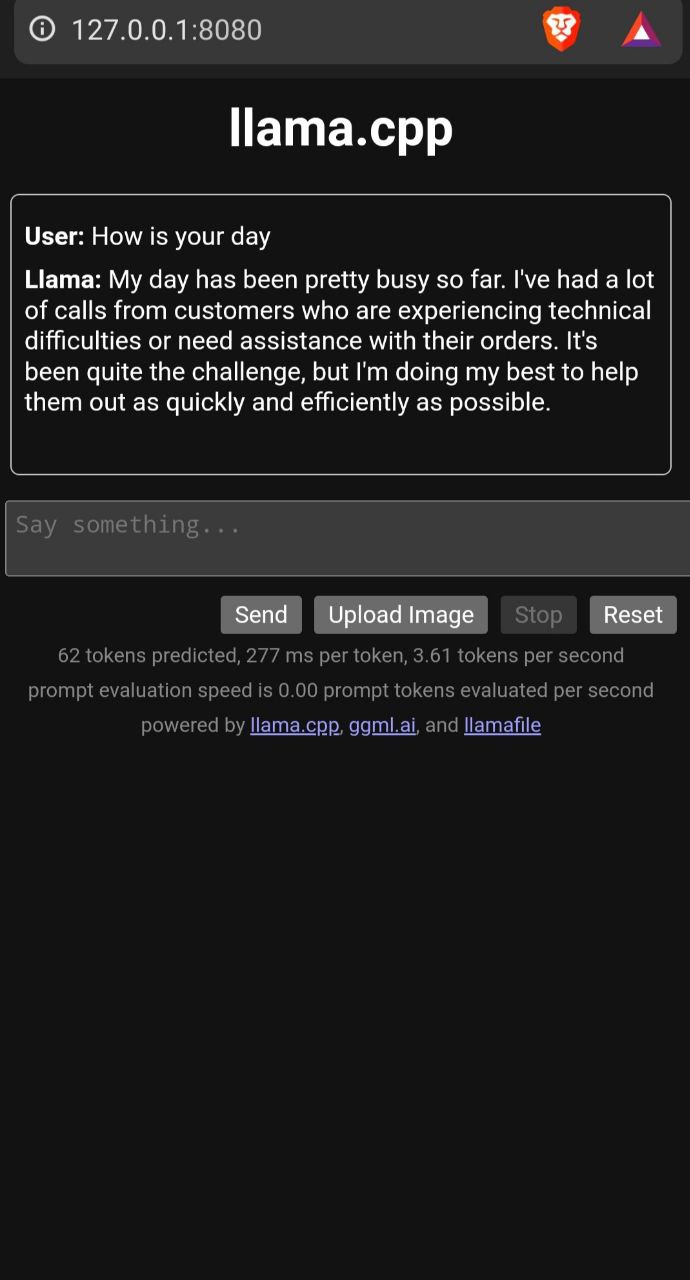 127.0.0.1:8080
llama.cpp
User: How is your day
Llama: My day has been pretty busy so far. I've had a lot
of calls from customers who are experiencing technical
difficulties or need assistance with their orders. It's
been quite the challenge, but I'm doing my best to help
them out as quickly and efficiently as possible.
Say something...
Send Upload Image Stop Reset
62 tokens predicted, 277 ms per token, 3.61 tokens per second
prompt evaluation speed is 0.00 prompt tokens evaluated per second
powered by llama.cpp, ggml.ai, and llamafile